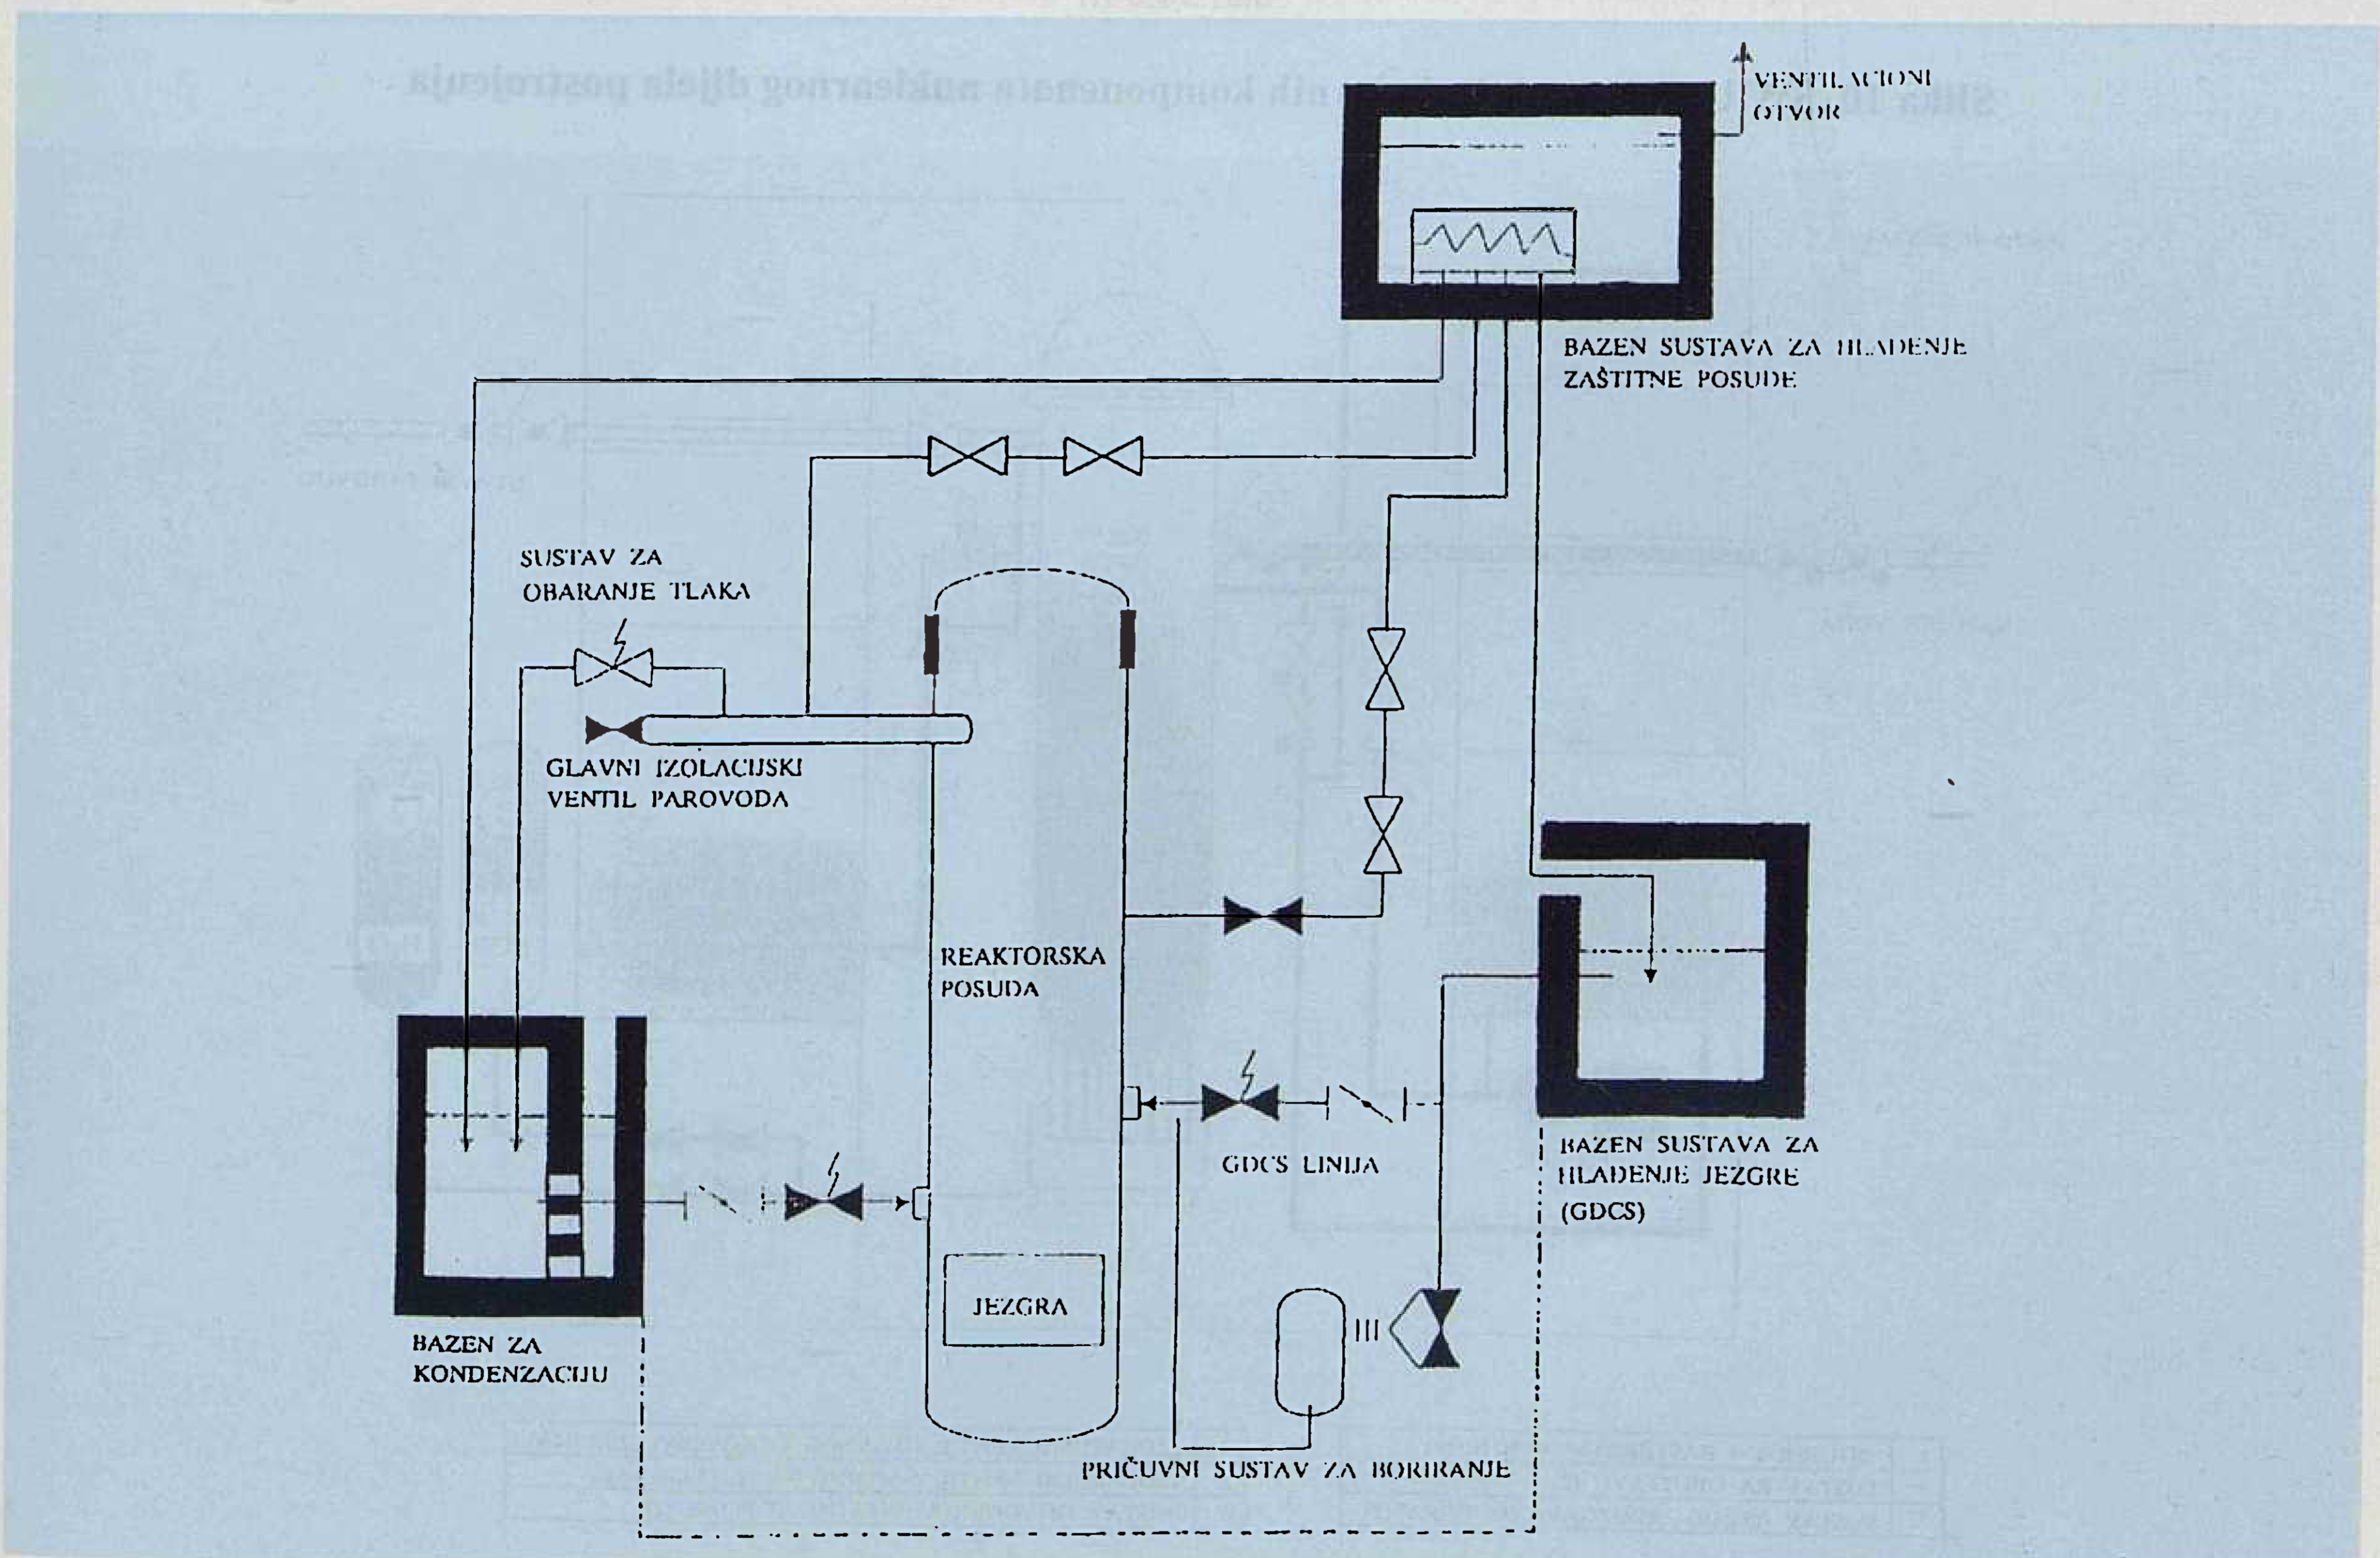 VENTILACIONI
OTVOR
BAZEN SUSTAVA ZA HLAĐENJE
ZAŠTITNE POSUDE
SUSTAV ZA
OBARANJE TLAKA
GLAVNI IZOLACIJSKI
VENTIL PAROVODA
REAKTORSKA
POSUDA
GDCS LINIJA
BAZEN SUSTAVA ZA
HLAĐENJE JEZGRE
(GDCS)
JEZGRA
BAZEN ZA
KONDENZACIJU
PRIČUVNI SUSTAV ZA BORIRANJE